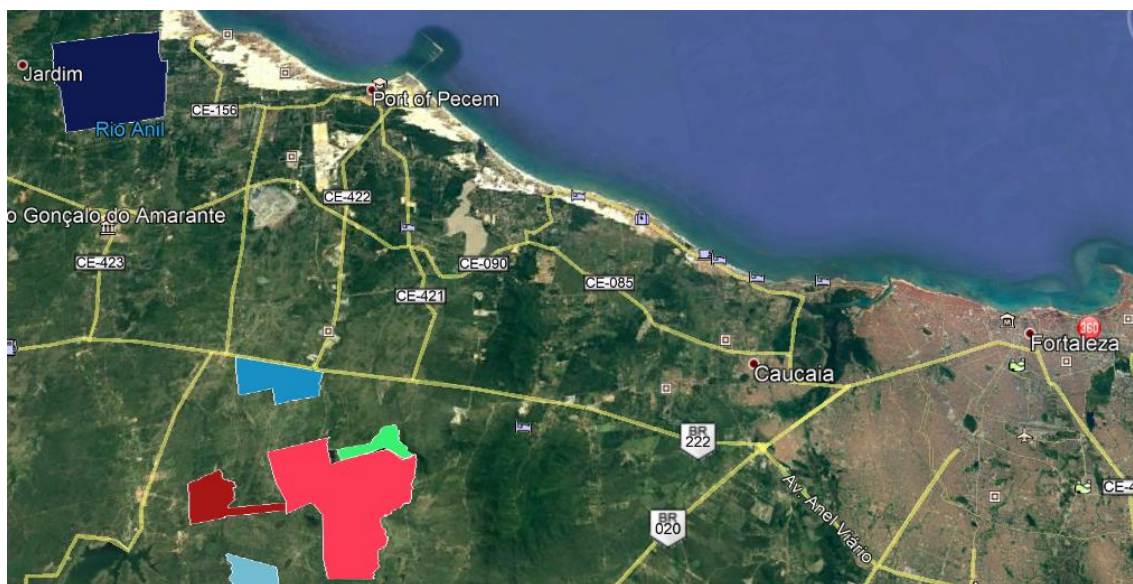 Jardim
Port of Pecem
CE-156
Rio Anil
CE-422
o Gonçalo do Amarante
CE-423
CE-090
CE-421
CE-085
360
Fortaleza
Caucaia
BR
222
Av. Anel Viário
CE-4
BR
020